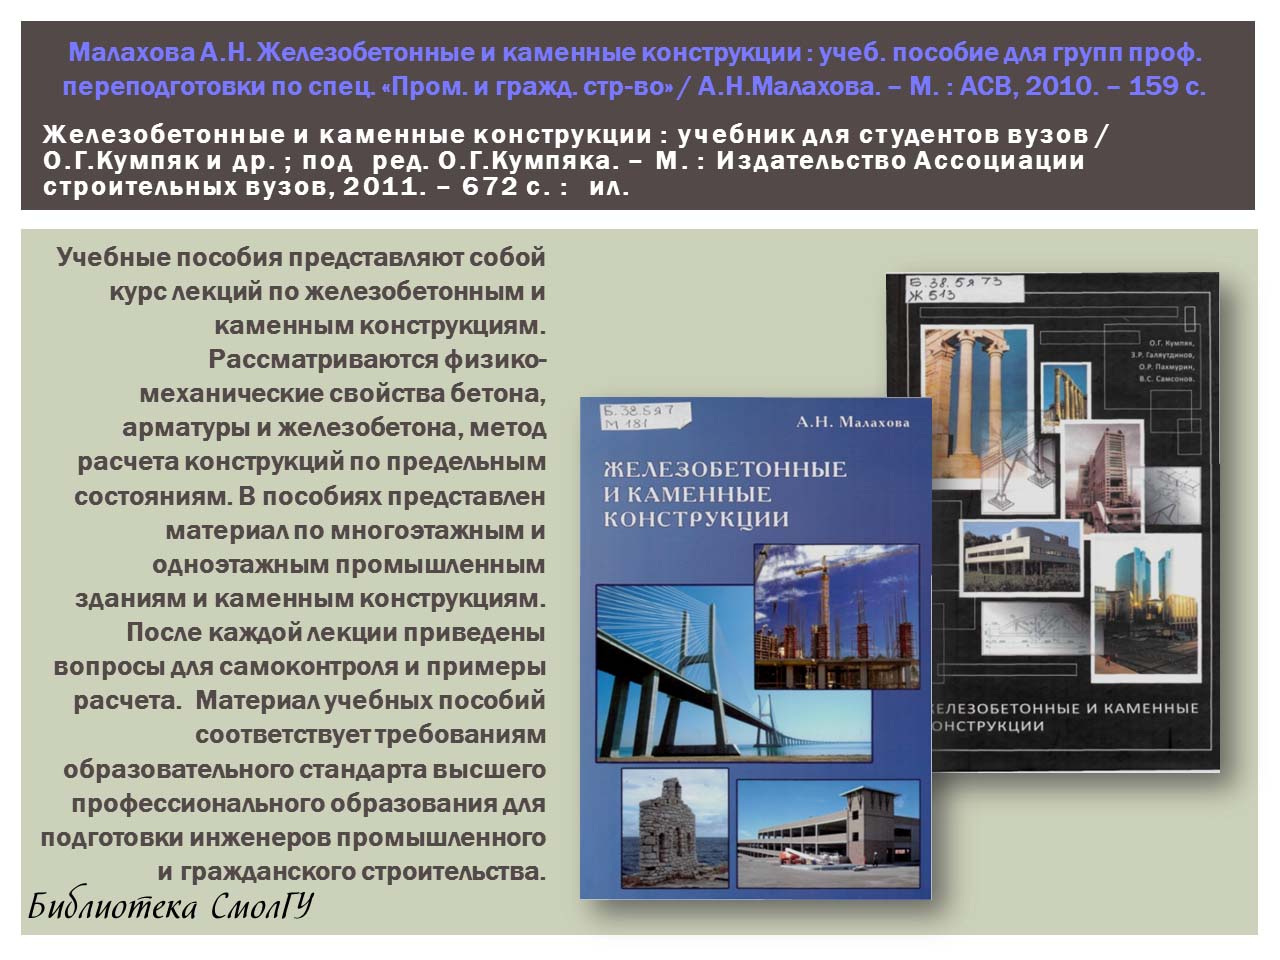 Малахова А.Н. Железобетонные и каменные конструкции : учеб. пособие для групп проф.
переподготовки по спец. «Пром. и гражд. стр-во» / А.Н.Малахова. – М. : АСВ, 2010. – 159 с.
Железобетонные и каменные конструкции : учебник для студентов вузов /
О.Г.Кумпяк и др. ; под ред. О.Г.Кумпяка. – М. : Издательство Ассоциации
строительных вузов, 2011. – 672 с. : ил.
Учебные пособия представляют собой
курс лекций по железобетонным и
каменным конструкциям.
Рассматриваются физико-
механические свойства бетона,
арматуры и железобетона, метод
расчета конструкций по предельным
состояниям. В пособиях представлен
материал по многоэтажным и
одноэтажным промышленным
зданиям и каменным конструкциям.
После каждой лекции приведены
вопросы для самоконтроля и примеры
расчета. Материал учебных пособий
соответствует требованиям
образовательного стандарта высшего
профессионального образования для
подготовки инженеров промышленного
и гражданского строительства.
Библиотека СмолГУ
Б.38.5я7
М 181
А.Н. Малахова
ЖЕЛЕЗОБЕТОННЫЕ
И КАМЕННЫЕ
КОНСТРУКЦИИ
Б.38.5я73
Ж 513
О.Г. Кумпяк,
З.Р. Галяутдинов,
О.Р. Пахмурин,
В.С. Самсонов.
ЖЕЛЕЗОБЕТОННЫЕ И КАМЕННЫЕ
ОНСТРУКЦИИ